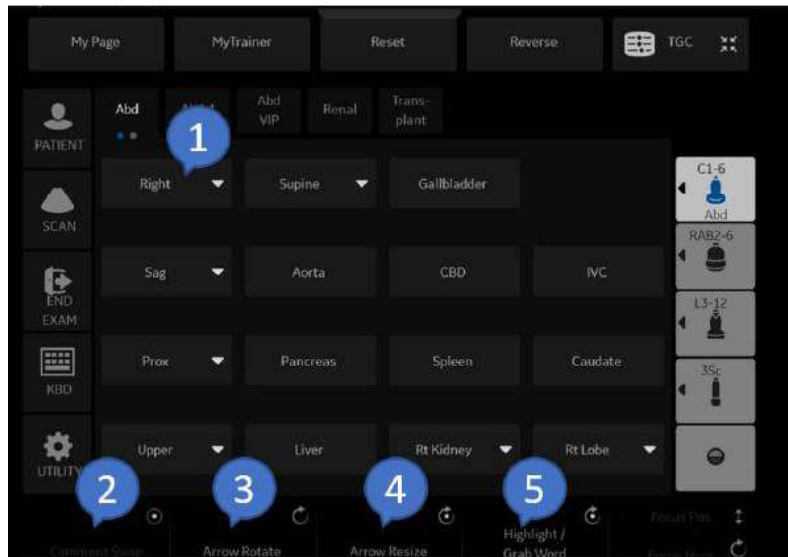 My Page
MyTrainer
Reset
Reverse
TGC
PATIENT
Abd
Abd
VIP
Renal
Trans-
plant
1
SCAN
Right
Supine
Gallbladder
C1-6
Abd
END
EXAM
Sag
Aorta
CBD
IVC
RAB2-6
KBD
Prox
Pancreas
Spleen
Caudate
L3-12
3Sc
UTILITY
Upper
Liver
Rt Kidney
Rt Lobe
2
3
4
5
Comment Swap
Arrow Rotate
Arrow Resize
Highlight /
Grab Word
Focus Pos